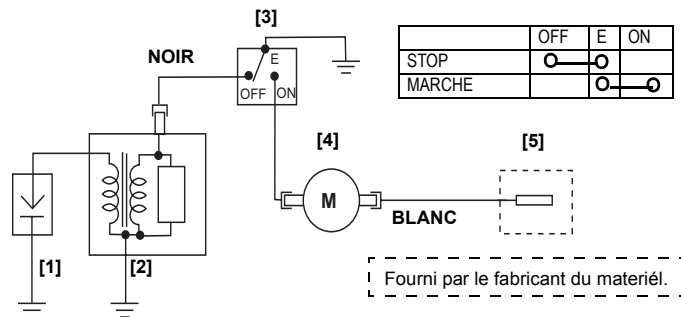 [3]
OFF E ON
STOP
MARCHE
NOIR
E
OFF ON
[4]
[5]
M
BLANC
[1]
[2]
Fourni par le fabricant du materiél.